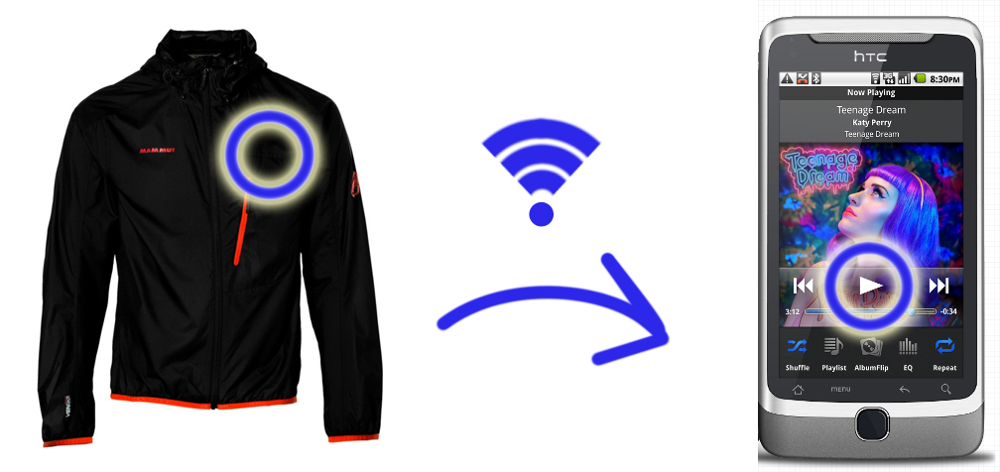 MAMMUT
hTC
3G
8:30PM
Now Playing
Teenage Dream
Katy Perry
Teenage Dream
Teenage
Dream
3:12
-0:34
Shuffle
Playlist
AlbumFlip
EQ
Repeat
MENU